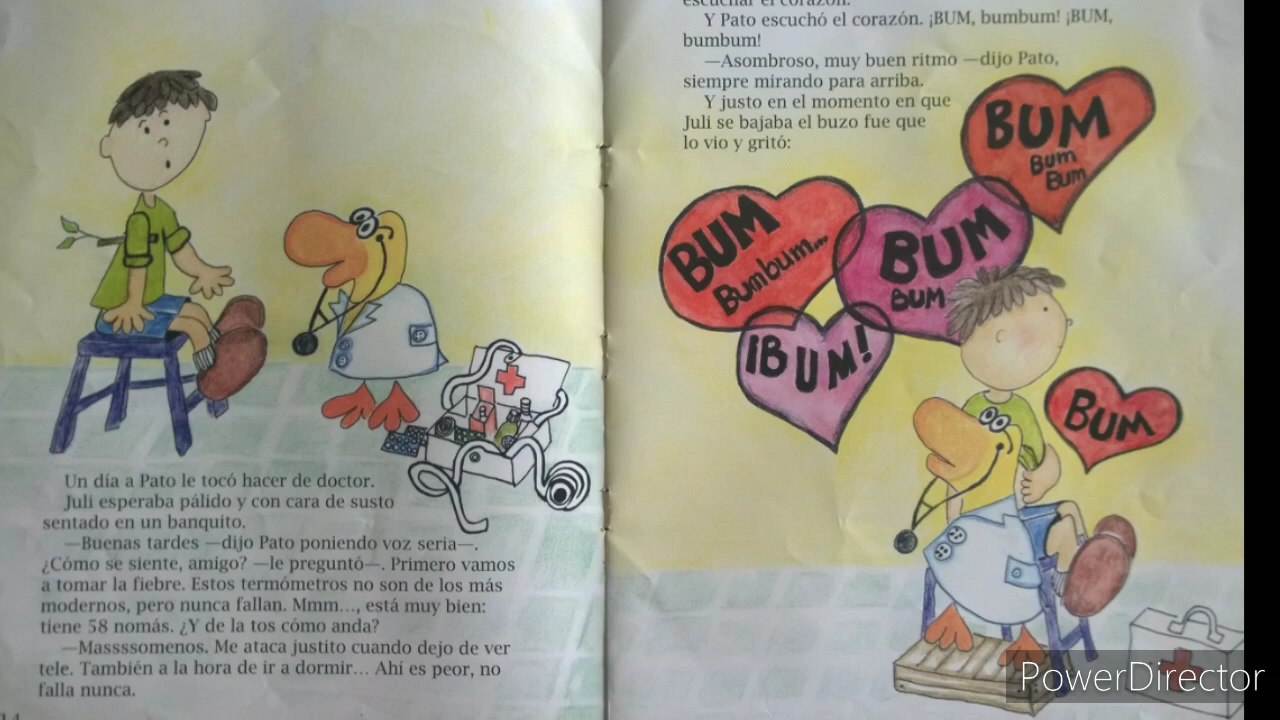 Un día a Pato le tocó hacer de doctor.
Juli esperaba pálido y con cara de susto
sentado en un banquito.
—Buenas tardes —dijo Pato poniendo voz seria—.
¿Cómo se siente, amigo? —le preguntó—. Primero vamos
a tomar la fiebre. Estos termómetros no son de los más
modernos, pero nunca fallan. Mmm…, está muy bien:
tiene 58 nomás. ¿Y de la tos cómo anda?
—Massssomenos. Me ataca justito cuando dejo de ver
tele. También a la hora de ir a dormir… Ahí es peor, no
falla nunca.
14
escuchar el corazón.
Y Pato escuchó el corazón. ¡BUM, bumbum! ¡BUM,
bumbum!
—Asombroso, muy buen ritmo —dijo Pato,
siempre mirando para arriba.
Y justo en el momento en que
Juli se bajaba el buzo fue que
lo vio y gritó:
BUM
Bum
Bum
BUM
Bumbum...
BUM
BUM
¡BUM!
BUM
PowerDirector